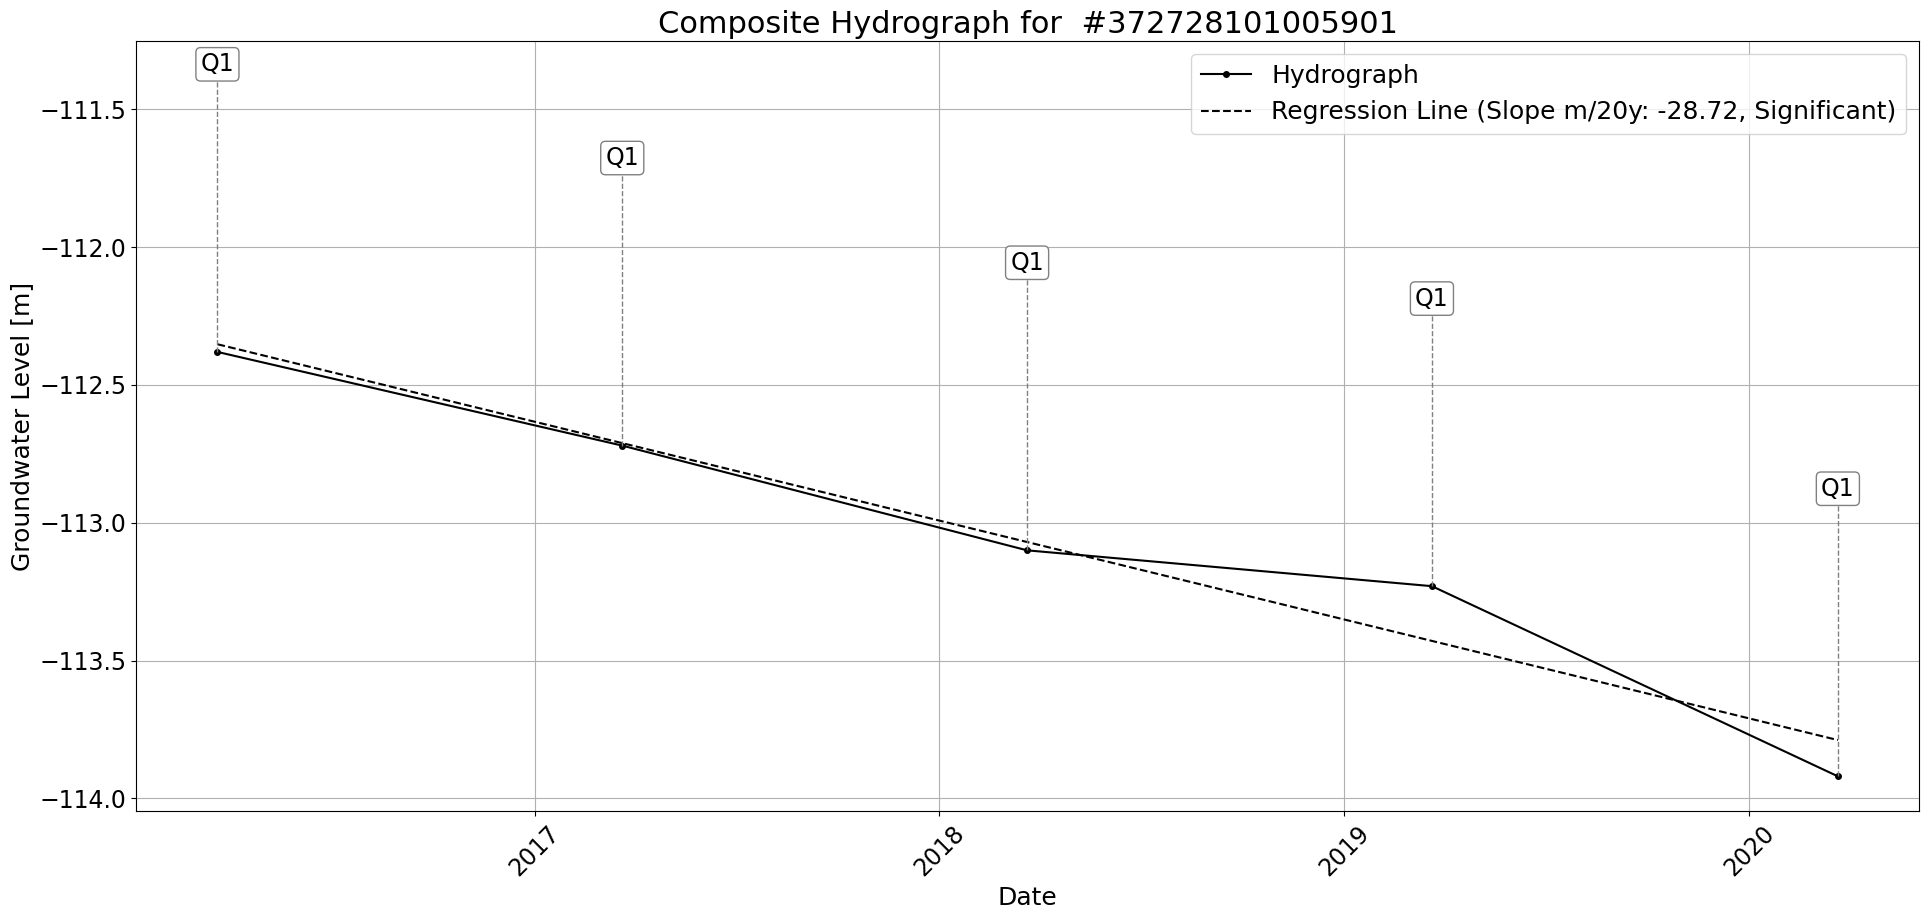 Composite Hydrograph for  #372728101005901
Hydrograph
Regression Line (Slope m/20y: -28.72, Significant)
Q1
Q1
Q1
Q1
Q1
Groundwater Level [m]
−111.5
−112.0
−112.5
−113.0
−113.5
−114.0
2017
2018
2019
2020
Date